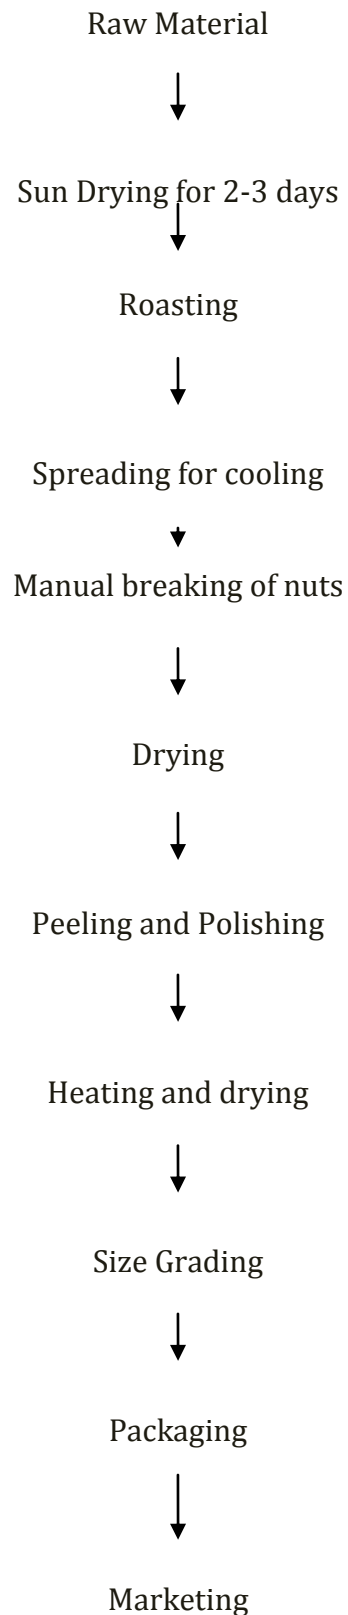 Raw Material
Sun Drying for 2-3 days
Roasting
Spreading for cooling
Manual breaking of nuts
Drying
Peeling and Polishing
Heating and drying
Size Grading
Packaging
Marketing